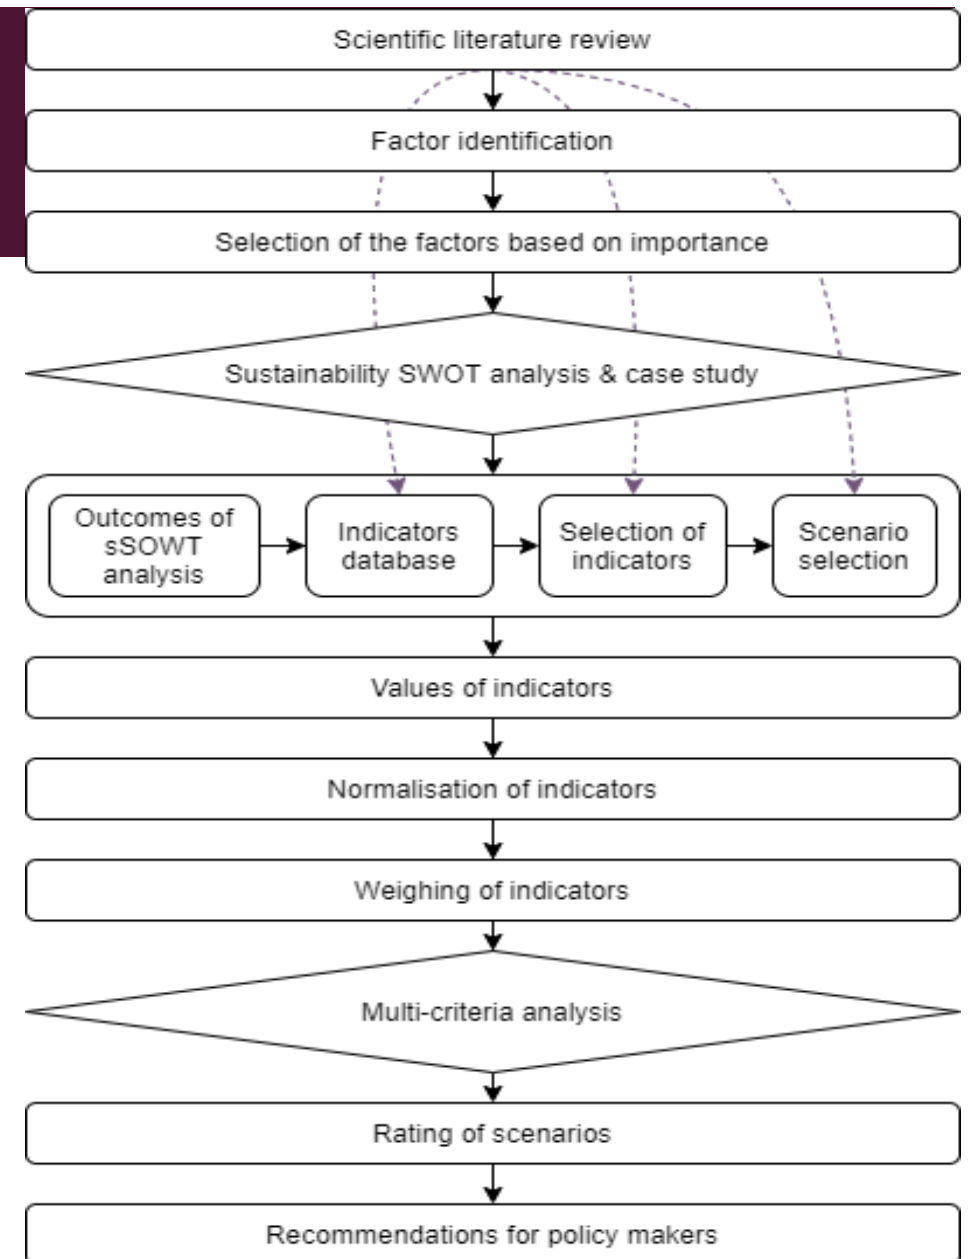 Scientific literature review
Factor identification
Selection of the factors based on importance
Sustainability SWOT analysis & case study
Outcomes of
sSOWT
analysis
Indicators
database
Selection of
indicators
Scenario
selection
Values of indicators
Normalisation of indicators
Weighing of indicators
Multi-criteria analysis
Rating of scenarios
Recommendations for policy makers